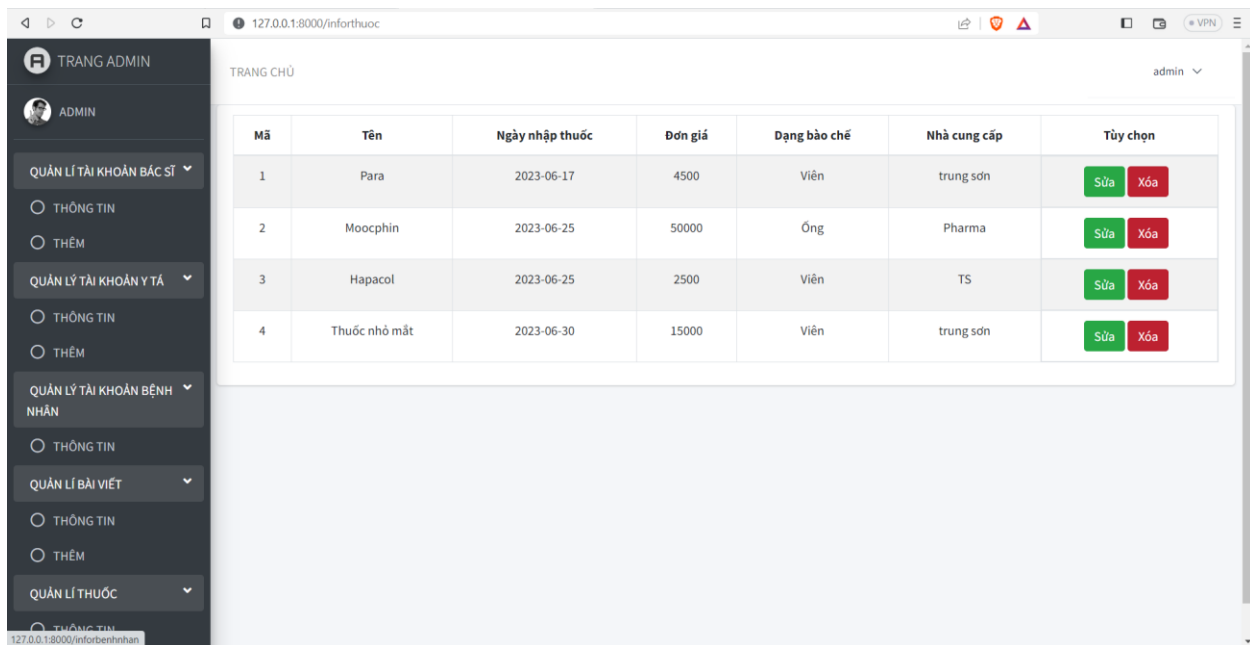 127.0.0.1:8000/inforthuoc
VPN
TRANG ADMIN
ADMIN
QUẢN LÍ TÀI KHOẢN BÁC SĨ
THÔNG TIN
THÊM
QUẢN LÝ TÀI KHOẢN Y TÁ
THÔNG TIN
THÊM
QUẢN LÝ TÀI KHOẢN BỆNH
NHÂN
THÔNG TIN
QUẢN LÍ BÀI VIẾT
THÔNG TIN
THÊM
QUẢN LÍ THUỐC
THÔNG TIN
127.0.0.1:8000/inforbenhnhan
TRANG CHỦ
admin
Mã Tên Ngày nhập thuốc Đơn giá Dạng bào chế Nhà cung cấp Tùy chọn
1 Para 2023-06-17 4500 Viên trung sơn Sửa Xóa
2 Moocphin 2023-06-25 50000 Ống Pharma Sửa Xóa
3 Hapacol 2023-06-25 2500 Viên TS Sửa Xóa
4 Thuốc nhỏ mắt 2023-06-30 15000 Viên trung sơn Sửa Xóa